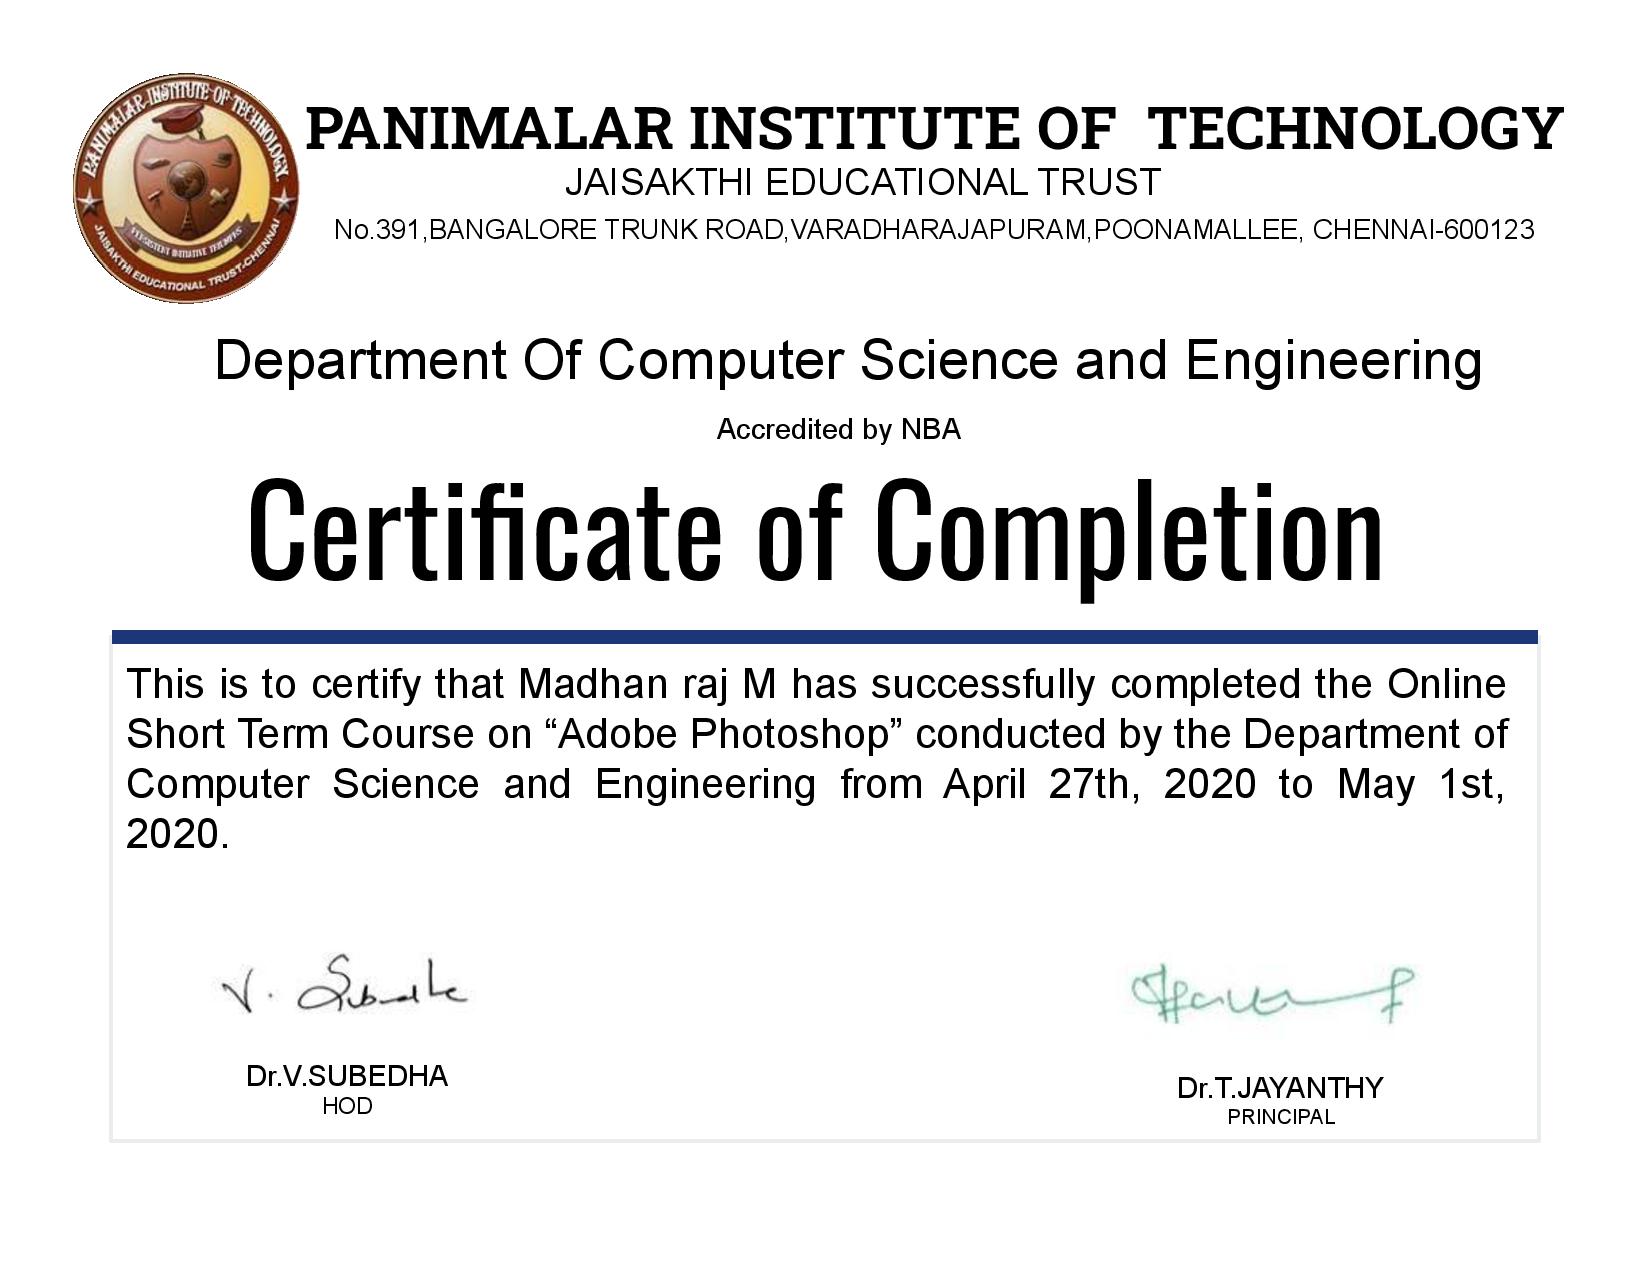 PANIMALAR INSTITUTE OF TECHNOLOGY
JAISAKTHI EDUCATIONAL TRUST-CHENNAI
PERSISTENT INITIATIVE TRIUMPHS
PANIMALAR INSTITUTE OF TECHNOLOGY
JAISAKTHI EDUCATIONAL TRUST
No.391,BANGALORE TRUNK ROAD,VARADHARAJAPURAM,POONAMALLEE, CHENNAI-600123
Department Of Computer Science and Engineering
Accredited by NBA
Certificate of Completion
This is to certify that Madhan raj M has successfully completed the Online
Short Term Course on “Adobe Photoshop” conducted by the Department of
Computer Science and Engineering from April 27th, 2020 to May 1st,
2020.
V. Subedha
Dr.V.SUBEDHA
HOD
Dr.T.JAYANTHY
PRINCIPAL